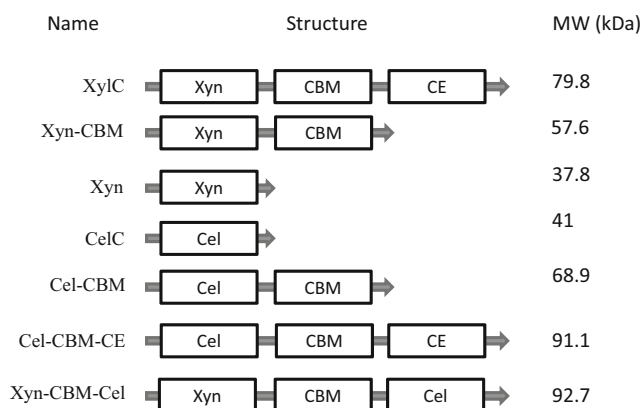 Name Structure MW (kDa)
XylC Xyn CBM CE 79.8
Xyn-CBM Xyn CBM 57.6
Xyn Xyn 37.8
CelC Cel 41
Cel-CBM Cel CBM 68.9
Cel-CBM-CE Cel CBM CE 91.1
Xyn-CBM-Cel Xyn CBM Cel 92.7